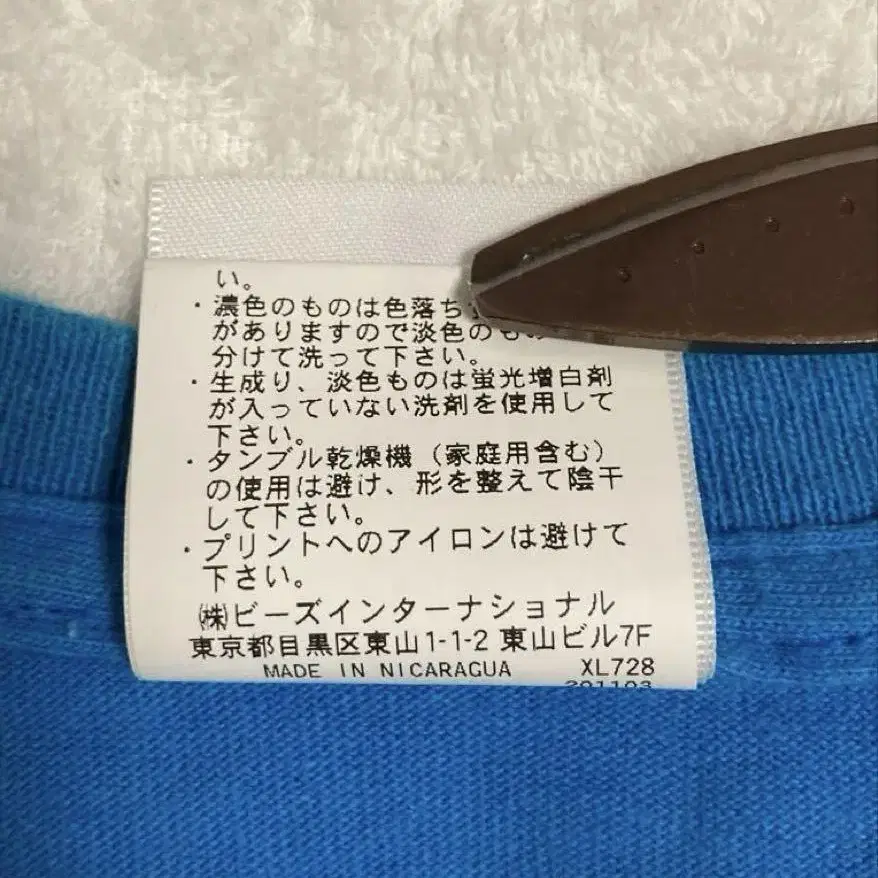 い。
・濃色のものは色落ち
がありますので淡色のも
分けて洗って下さい。
・生成り、淡色ものは蛍光増白剤
が入っていない洗剤を使用して
下さい。
・タンブル乾燥機（家庭用含む）
の使用は避け、形を整えて陰干
して下さい。
・プリントへのアイロンは避けて
下さい。
㈱ビーズインターナショナル
東京都目黒区東山1-1-2 東山ビル7F
MADE IN NICARAGUA XL728